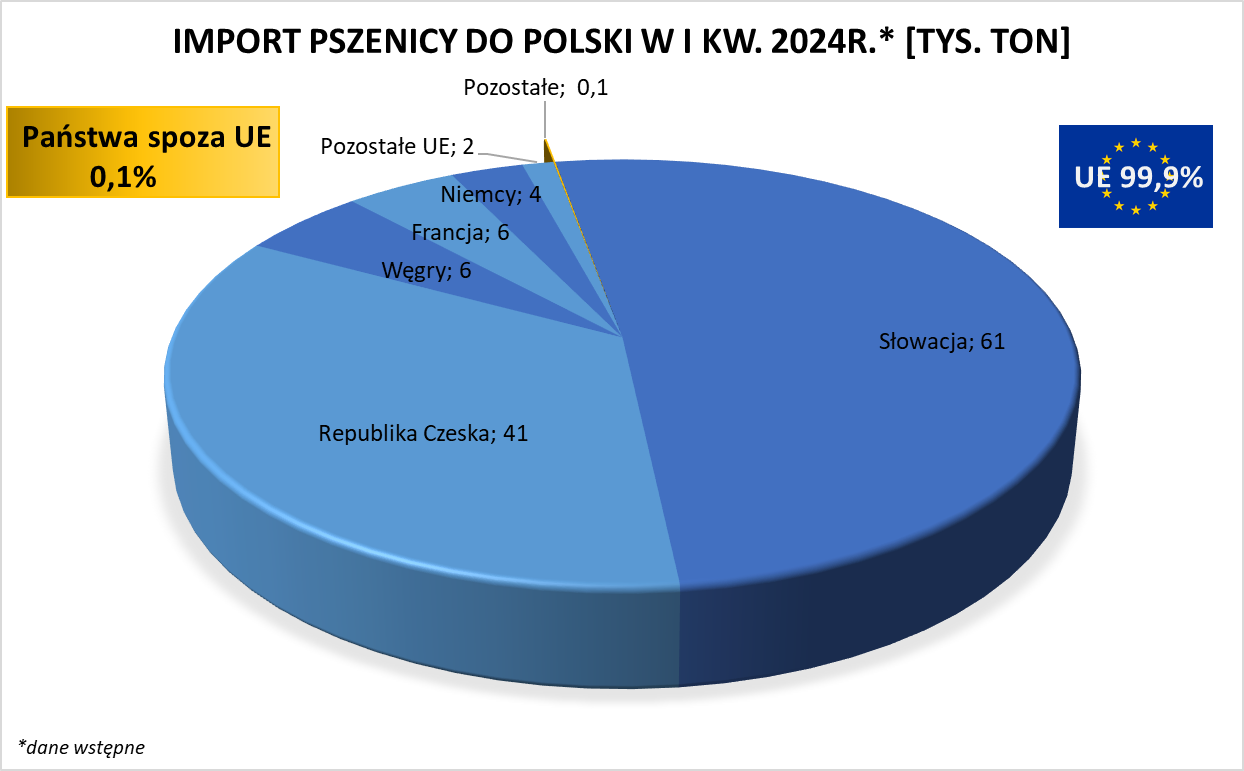 IMPORT PSZENICY DO POLSKI W I KW. 2024R.* [TYS. TON]
Pozostałe; 0,1
Państwa spoza UE
0,1%
Pozostałe UE; 2
UE 99,9%
Niemcy; 4
Francja; 6
Węgry; 6
Słowacja; 61
Republika Czeska; 41
*dane wstępne